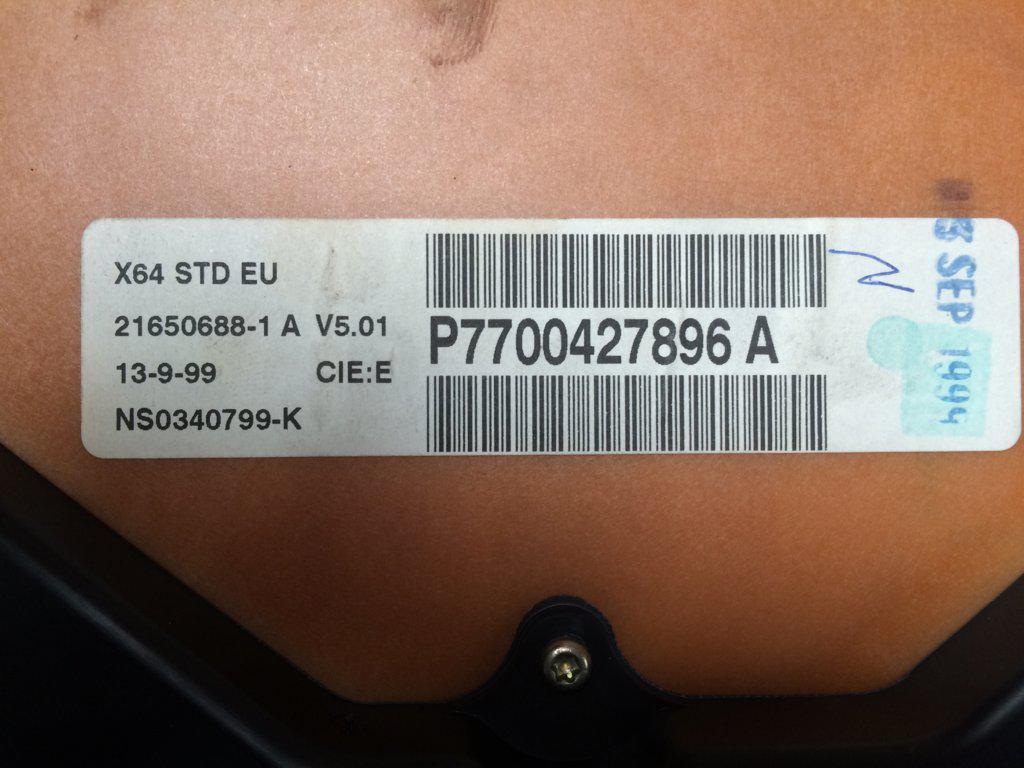 X64 STD EU
21650688-1 A V5.01
13-9-99 CIE:E
NS0340799-K
P7700427896 A
SEP 1999